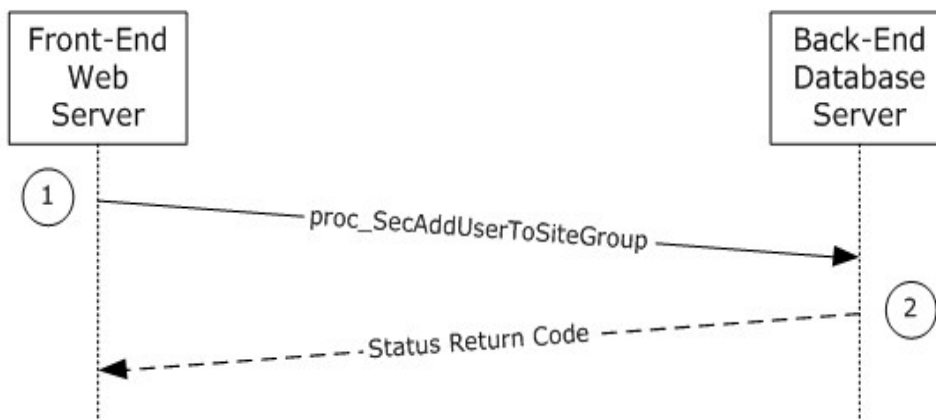 Front-End
Web
Server
Back-End
Database
Server
1
proc_SecAddUserToSiteGroup
2
Status Return Code